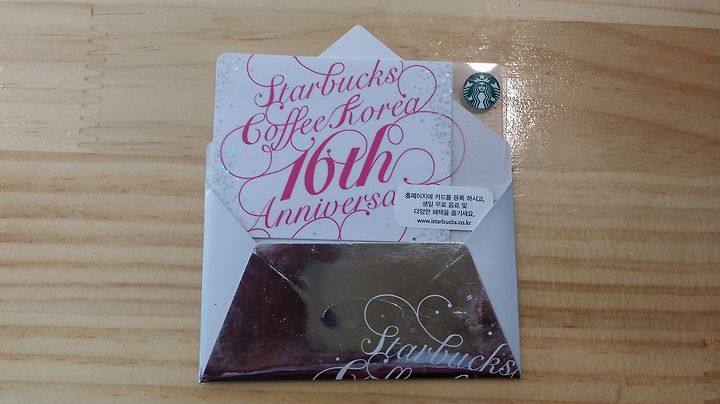 Starbucks
Coffee Korea
16th
Anniversa
홈페이지에 카드를 등록 하시고,
생일 무료 음료 및
다양한 혜택을 즐기세요.
www.istarbucks.co.kr
Starbucks
Coffee